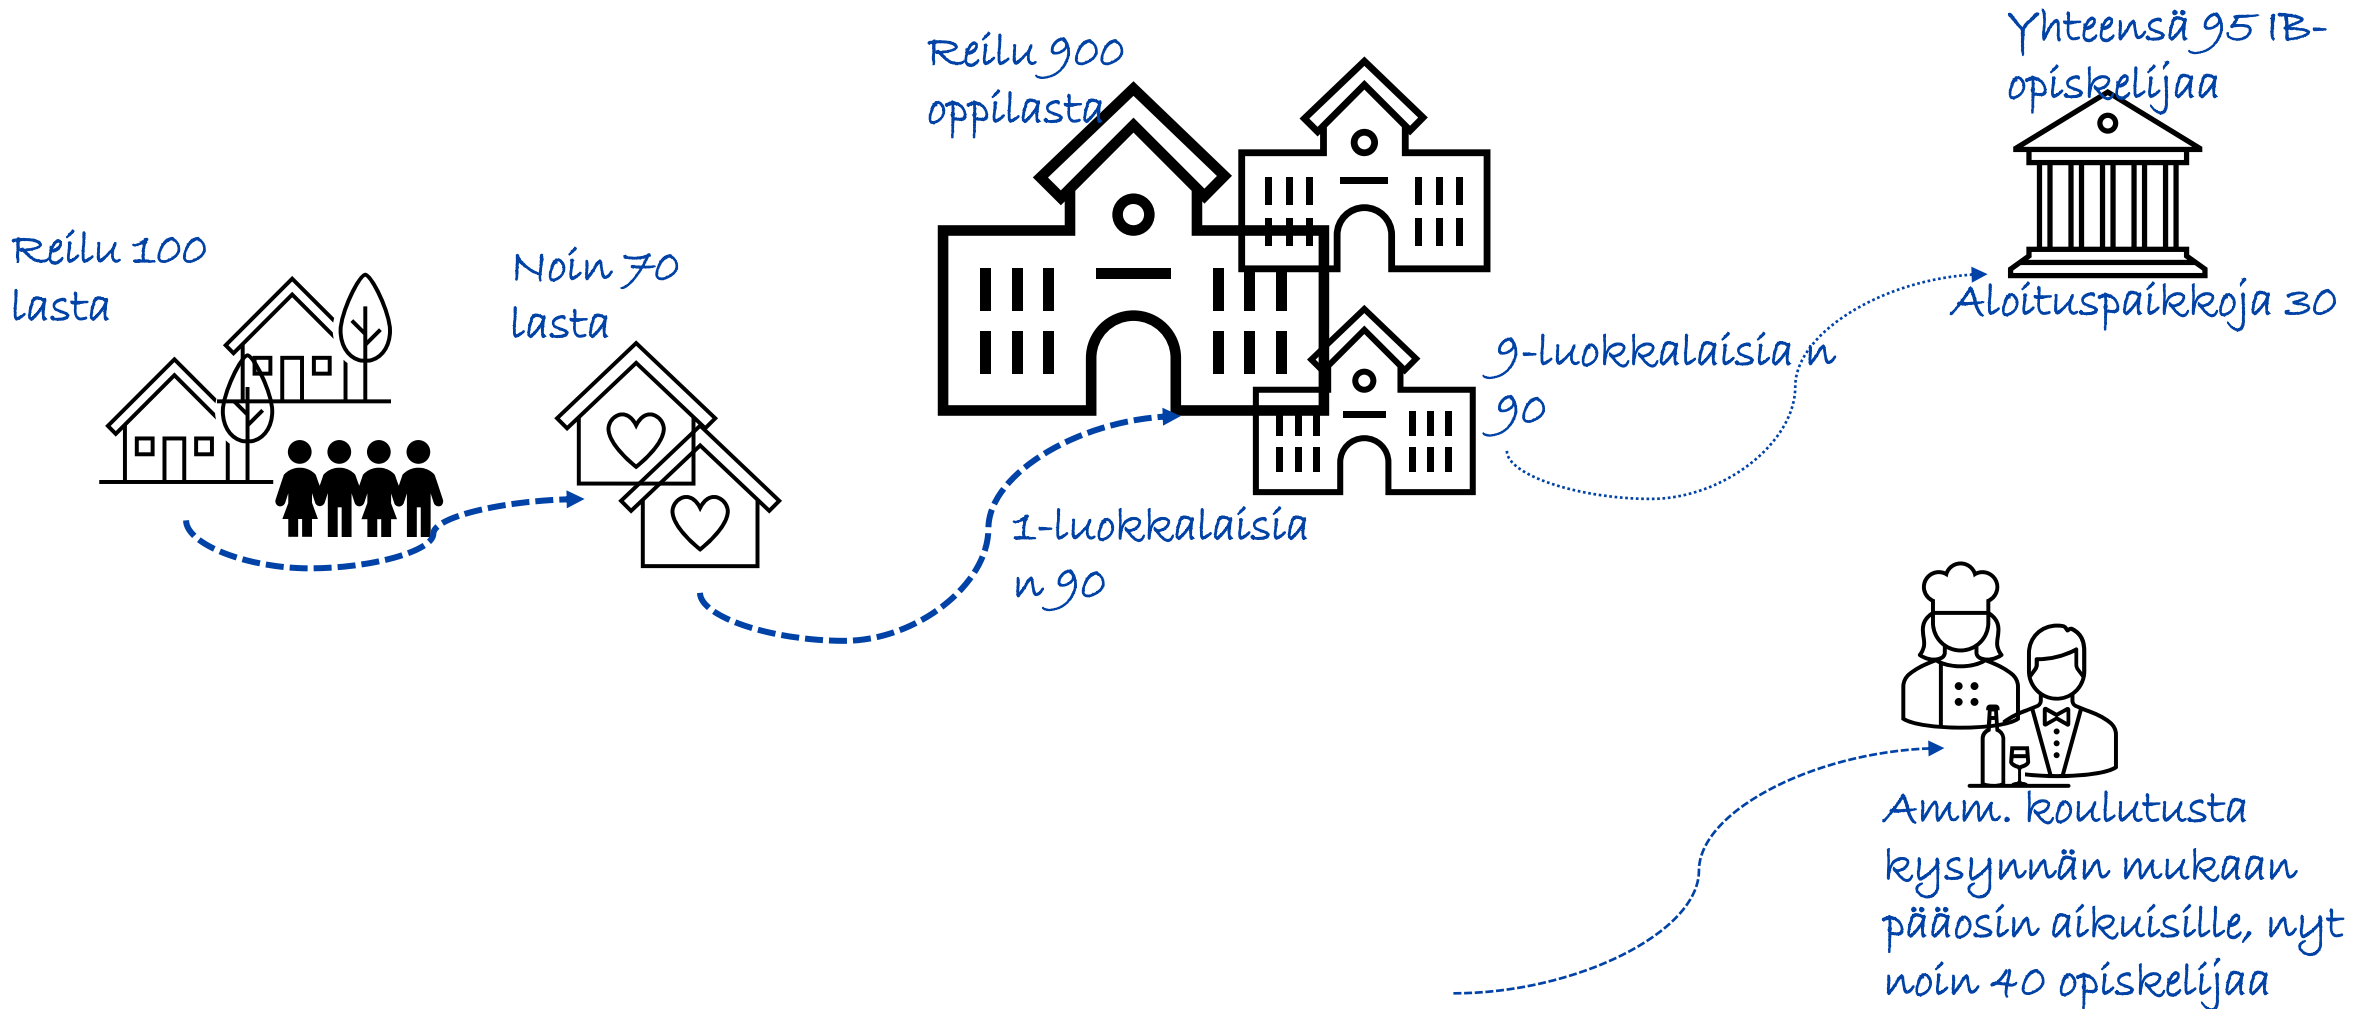 Reilu 100
lasta
Noin 70
lasta
Reilu 900
oppilasta
1-luokkalaisia
n 90
9-luokkalaisia n
90
Yhteensä 95 IB-
opiskelijaa
Aloituspaikkoja 30
Amm. koulutusta
kysynnän mukaan
pääosin aikuisille, nyt
noin 40 opiskelijaa